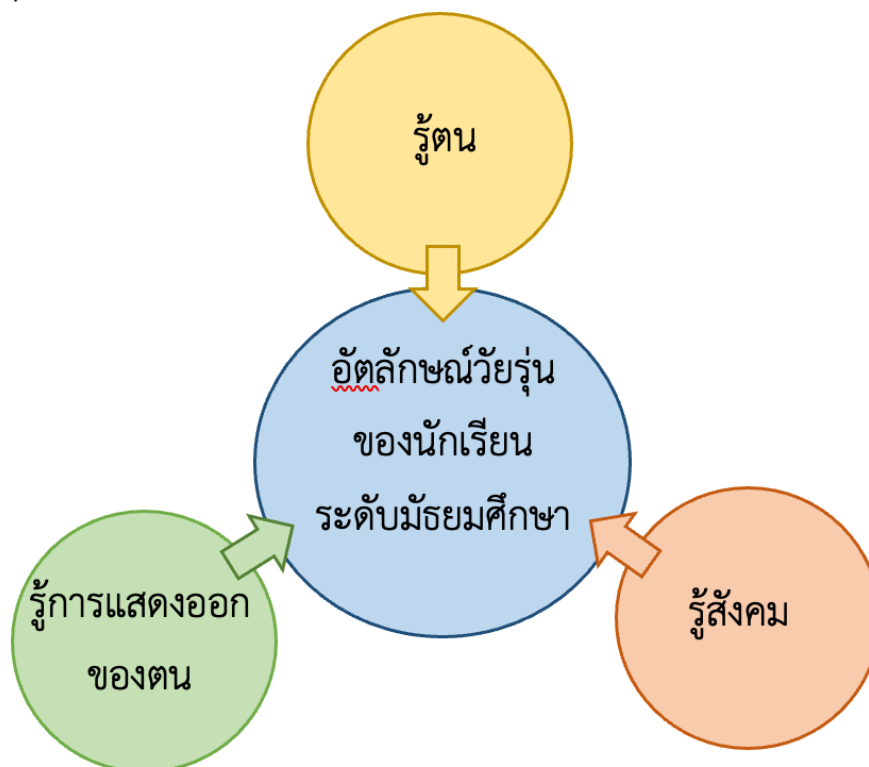 รู้ตน
อัตลักษณ์วัยรุ่น
ของนักเรียน
ระดับมัธยมศึกษา
รู้การแสดงออก
ของตน
รู้สังคม